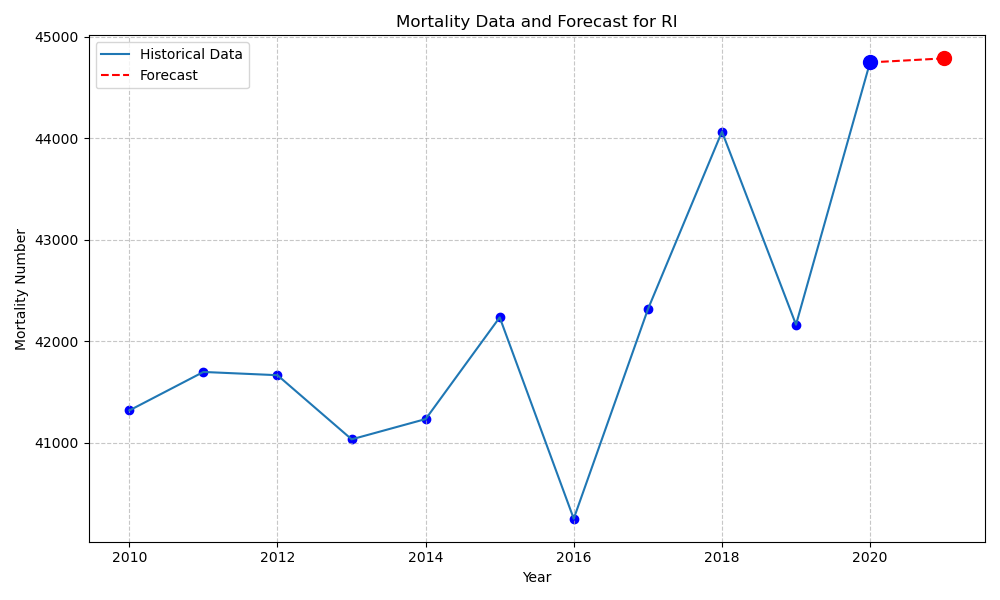 Mortality Data and Forecast for RI
Historical Data
Forecast
45000
44000
43000
42000
41000
Mortality Number
2010
2012
2014
2016
2018
2020
Year